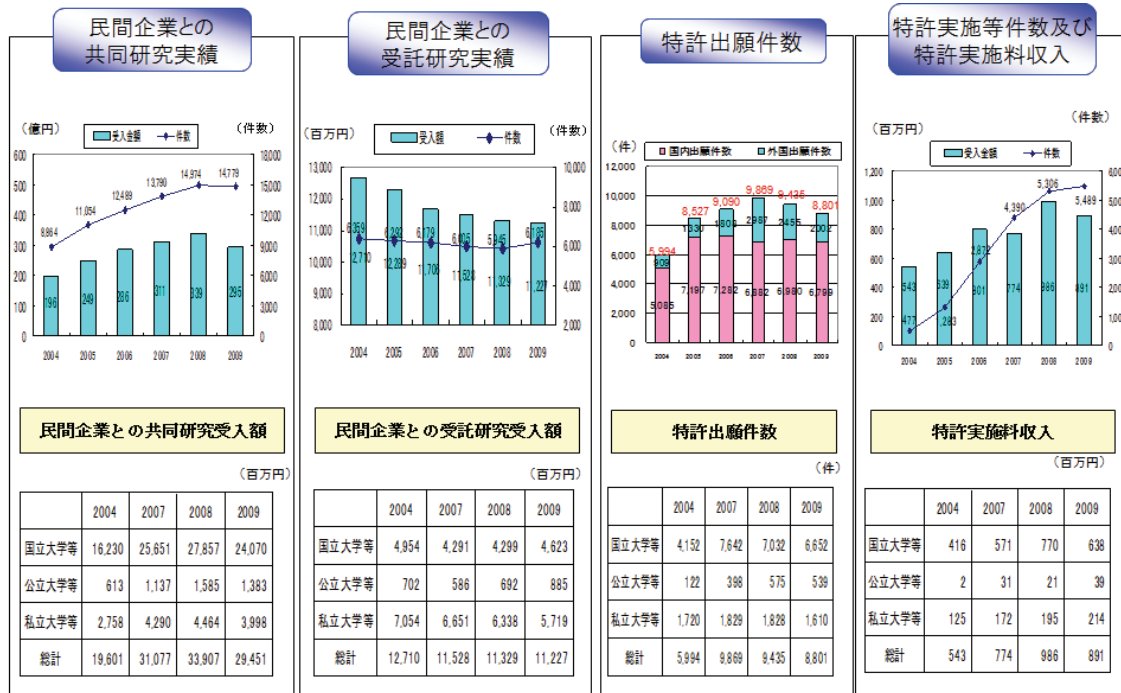 民間企業との
共同研究実績
(億円)
(件数)
受入金額 件数
600
500
400
300
200
100
0
18,000
15,000
12000
9000
6000
3000
0
8,864
11,054
12,489
13,790
14,974
14,779
196
249
286
311
339
295
2004 2005 2006 2007 2008 2009
民間企業との共同研究受入額
(百万円)
2004 2007 2008 2009
国立大学等 16,230 25,651 27,857 24,070
公立大学等 613 1,137 1,585 1,383
私立大学等 2,758 4,290 4,464 3,998
総計 19,601 31,077 33,907 29,451
民間企業との
受託研究実績
(百万円)
(件数)
受入額 件数
13,000
12,000
11,000
10,000
9,000
8,000
10,000
8,000
6,000
4,000
2,000
6,359
6,292
6,179
6,005
5,945
6,185
12,710
12,289
11,706
11,528
11,329
11,227
2004 2005 2006 2007 2008 2009
民間企業との受託研究受入額
(百万円)
2004 2007 2008 2009
国立大学等 4,954 4,291 4,299 4,623
公立大学等 702 586 692 885
私立大学等 7,054 6,651 6,338 5,719
総計 12,710 11,528 11,329 11,227
特許出願件数
(件)
国内出願件数 外国出願件数
12,000
10,000
8,000
6,000
4,000
2,000
0
5,994
8,527
9,090
9,869
9,435
8,801
909
1330
1808
2987
2455
2002
5,085
7,197
7,282
6,882
6,980
6,799
2004 2005 2006 2007 2008 2009
特許出願件数
(件)
2004 2007 2008 2009
国立大学等 4,152 7,642 7,032 6,652
公立大学等 122 398 575 539
私立大学等 1,720 1,829 1,828 1,610
総計 5,994 9,869 9,435 8,801
特許実施等件数及び
特許実施料収入
(百万円)
(件数)
受入金額 件数
1,200
1,000
800
600
400
200
0
477
1,283
2,872
4,390
5,306
5,489
543
639
801
774
986
891
2004 2005 2006 2007 2008 2009
特許実施料収入
(百万円)
2004 2007 2008 2009
国立大学等 416 571 770 638
公立大学等 2 31 21 39
私立大学等 125 172 195 214
総計 543 774 986 891